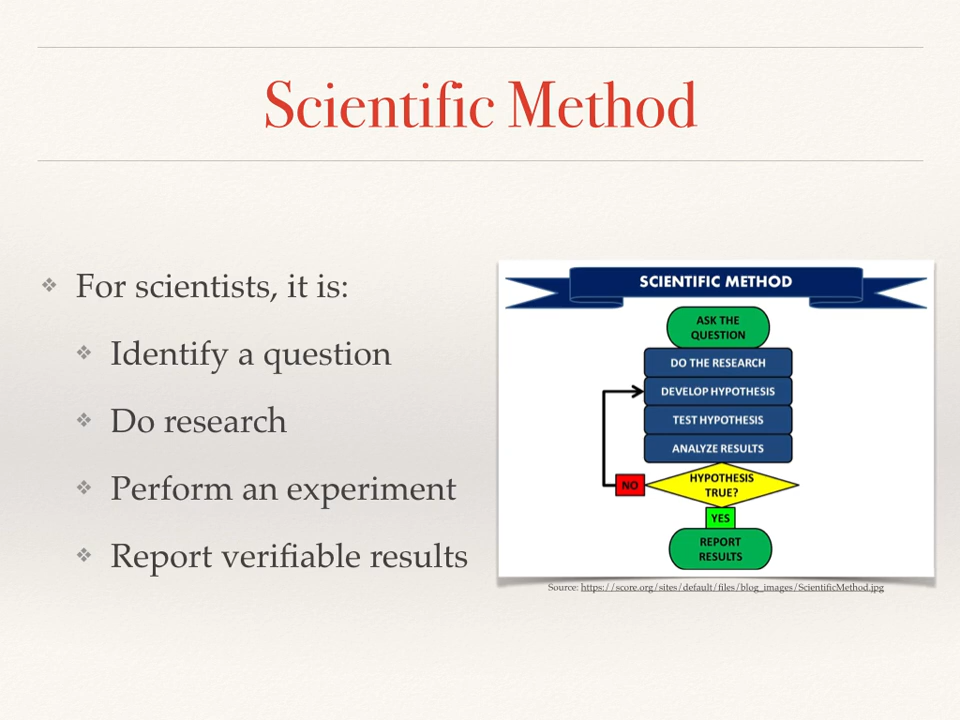 Scientific Method
For scientists, it is:
Identify a question
Do research
Perform an experiment
Report verifiable results
SCIENTIFIC METHOD
ASK THE
QUESTION
DO THE RESEARCH
DEVELOP HYPOTHESIS
TEST HYPOTHESIS
ANALYZE RESULTS
HYPOTHESIS
TRUE?
NO
YES
REPORT
RESULTS
Source: https://score.org/sites/default/files/blog_images/ScientificMethod.jpg